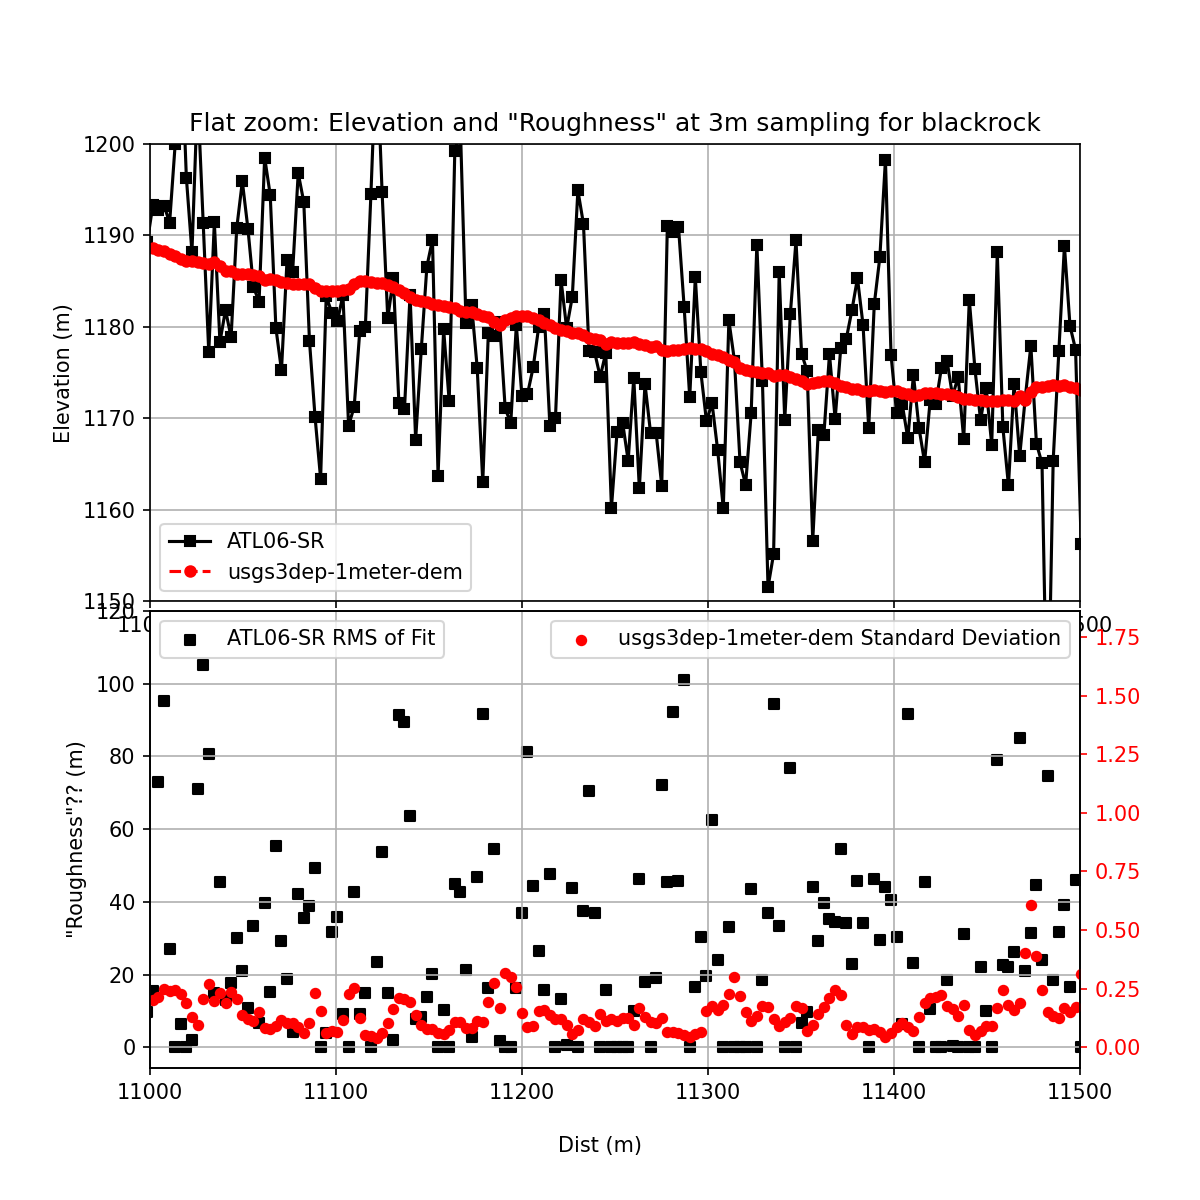 Flat zoom: Elevation and "Roughness" at 3m sampling for blackrock
1200
1190
1180
1170
1160
1150
Elevation (m)
ATL06-SR
usgs3dep-1meter-dem
110
500
120
100
80
60
40
20
0
"Roughness"?? (m)
ATL06-SR RMS of Fit
usgs3dep-1meter-dem Standard Deviation
1.75
1.50
1.25
1.00
0.75
0.50
0.25
0.00
11000 11100 11200 11300 11400 11500
Dist (m)